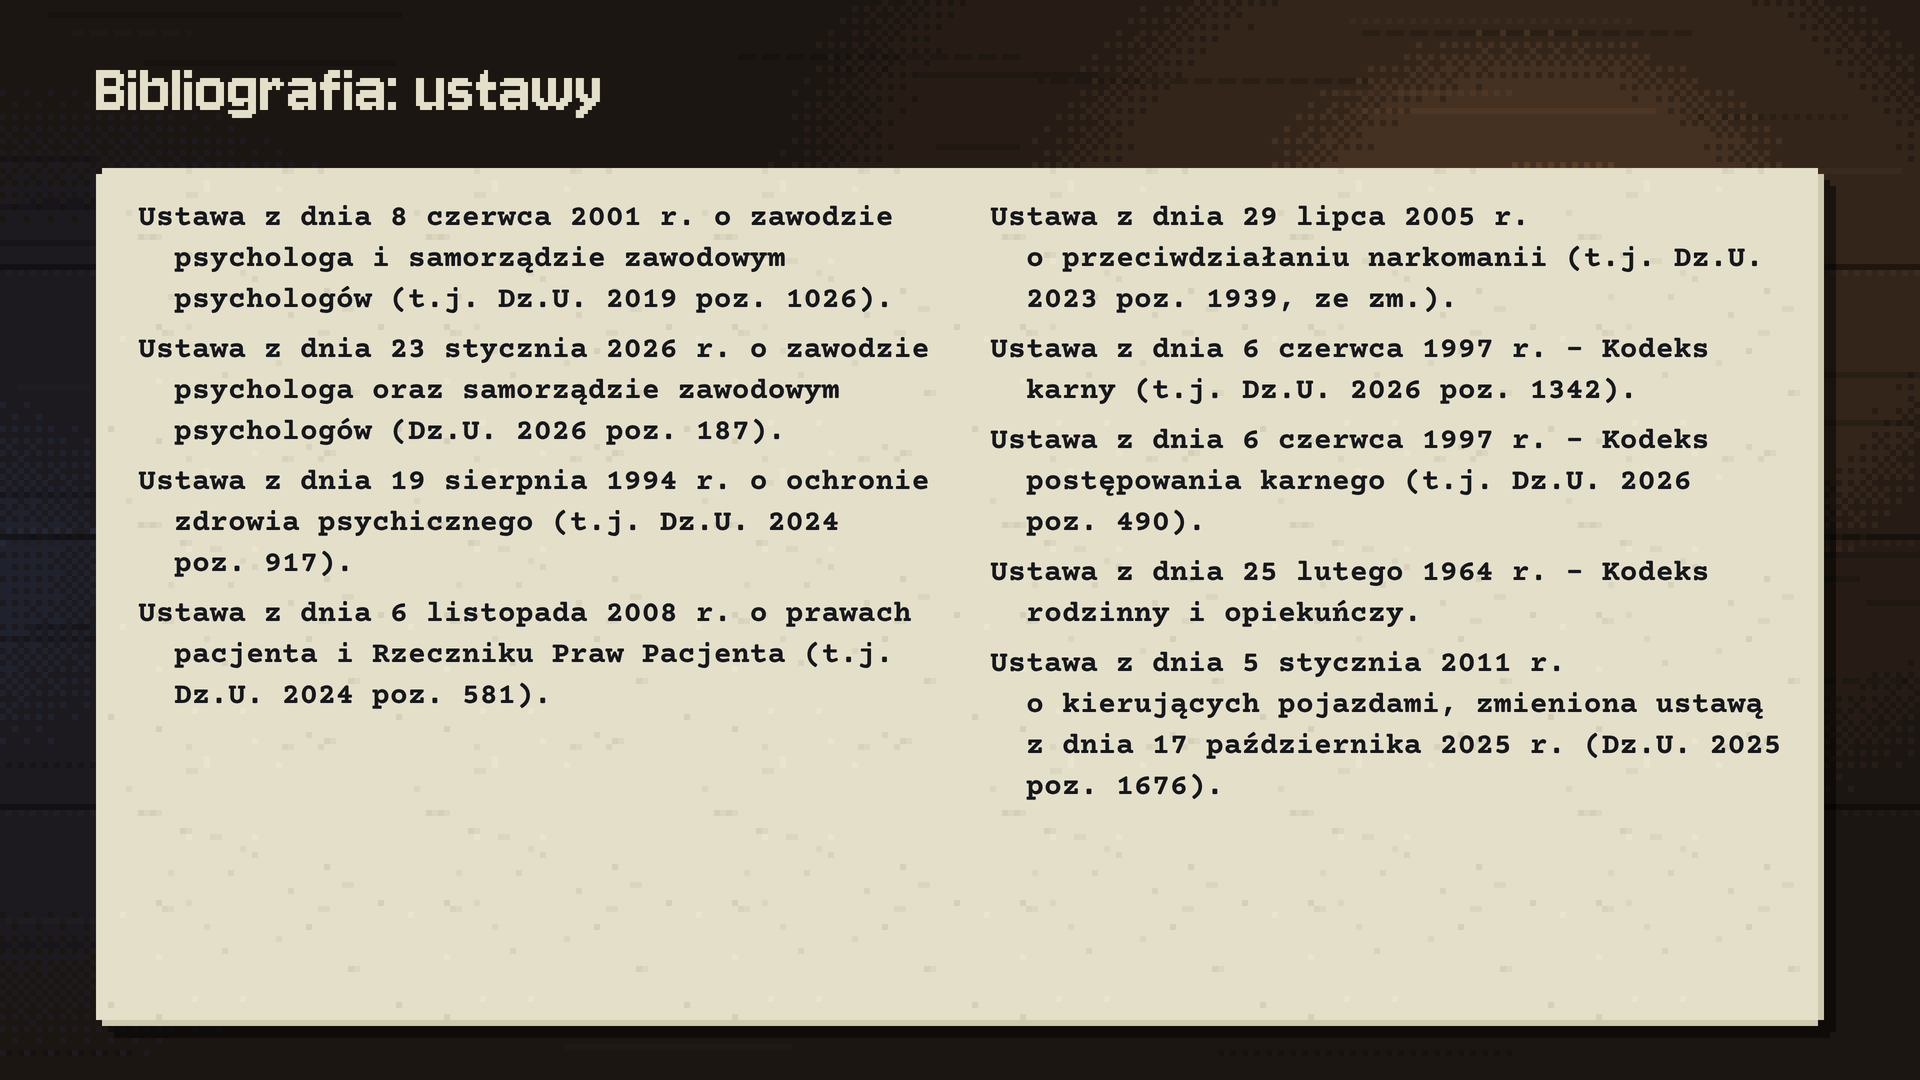 Bibliografia: ustawy
Ustawa z dnia 8 czerwca 2001 r. o zawodzie
psychologa i samorządzie zawodowym
psychologów (t.j. Dz.U. 2019 poz. 1026).
Ustawa z dnia 23 stycznia 2026 r. o zawodzie
psychologa oraz samorządzie zawodowym
psychologów (Dz.U. 2026 poz. 187).
Ustawa z dnia 19 sierpnia 1994 r. o ochronie
zdrowia psychicznego (t.j. Dz.U. 2024
poz. 917).
Ustawa z dnia 6 listopada 2008 r. o prawach
pacjenta i Rzeczniku Praw Pacjenta (t.j.
Dz.U. 2024 poz. 581).
Ustawa z dnia 29 lipca 2005 r.
o przeciwdziałaniu narkomanii (t.j. Dz.U.
2023 poz. 1939, ze zm.).
Ustawa z dnia 6 czerwca 1997 r. – Kodeks
karny (t.j. Dz.U. 2026 poz. 1342).
Ustawa z dnia 6 czerwca 1997 r. – Kodeks
postępowania karnego (t.j. Dz.U. 2026
poz. 490).
Ustawa z dnia 25 lutego 1964 r. – Kodeks
rodzinny i opiekuńczy.
Ustawa z dnia 5 stycznia 2011 r.
o kierujących pojazdami, zmieniona ustawą
z dnia 17 października 2025 r. (Dz.U. 2025
poz. 1676).